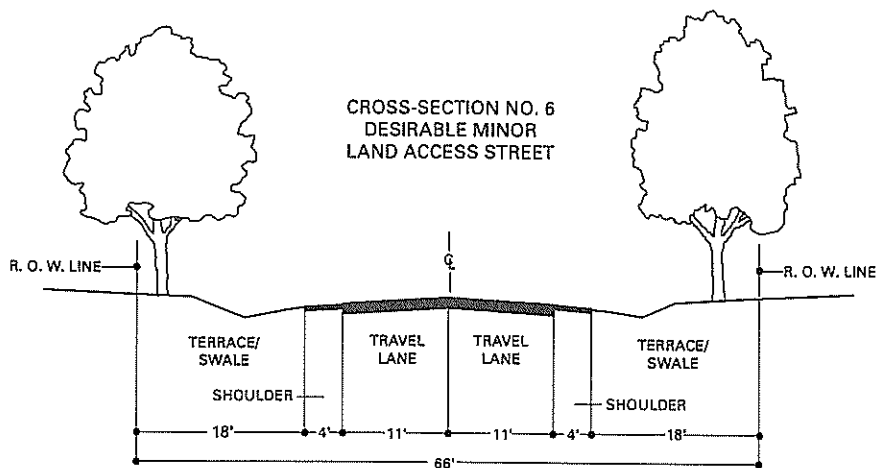 CROSS-SECTION NO. 6
DESIRABLE MINOR
LAND ACCESS STREET
℄
R. O. W. LINE
R. O. W. LINE
TERRACE/
SWALE
TRAVEL
LANE
TRAVEL
LANE
TERRACE/
SWALE
SHOULDER
SHOULDER
18' 4' 11' 11' 4' 18'
66'